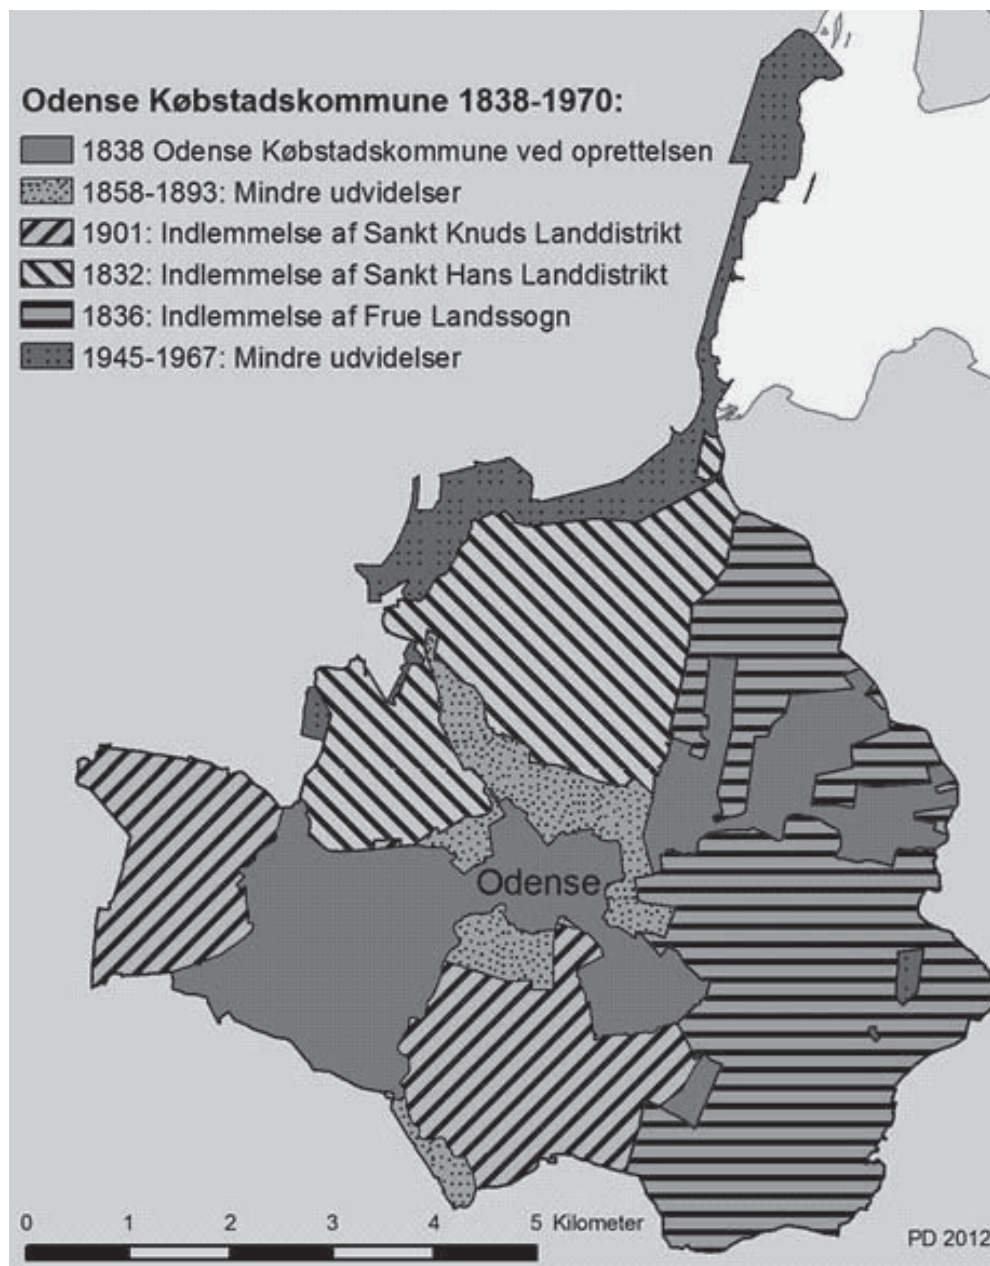 Odense Købstadskommune 1838-1970:
1838 Odense Købstadskommune ved oprettelsen
1858-1893: Mindre udvidelser
1901: Indlemmelse af Sankt Knuds Landdistrikt
1832: Indlemmelse af Sankt Hans Landdistrikt
1836: Indlemmelse af Frue Landssogn
1945-1967: Mindre udvidelser
Odense
0 1 2 3 4 5 Kilometer
PD 2012